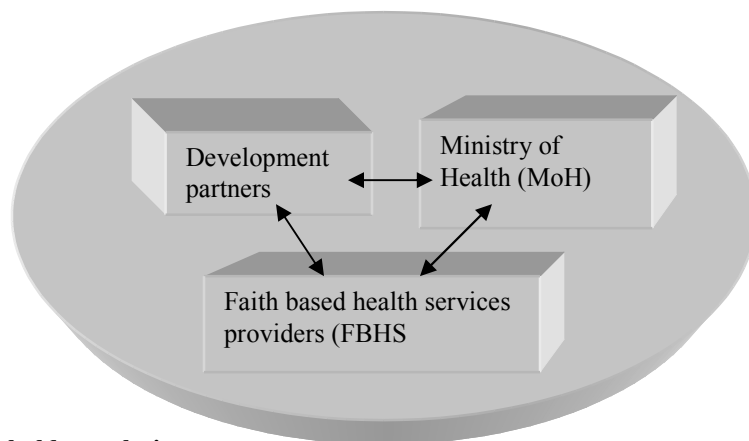 Development
partners
Ministry of
Health (MoH)
Faith based health services
providers (FBHS